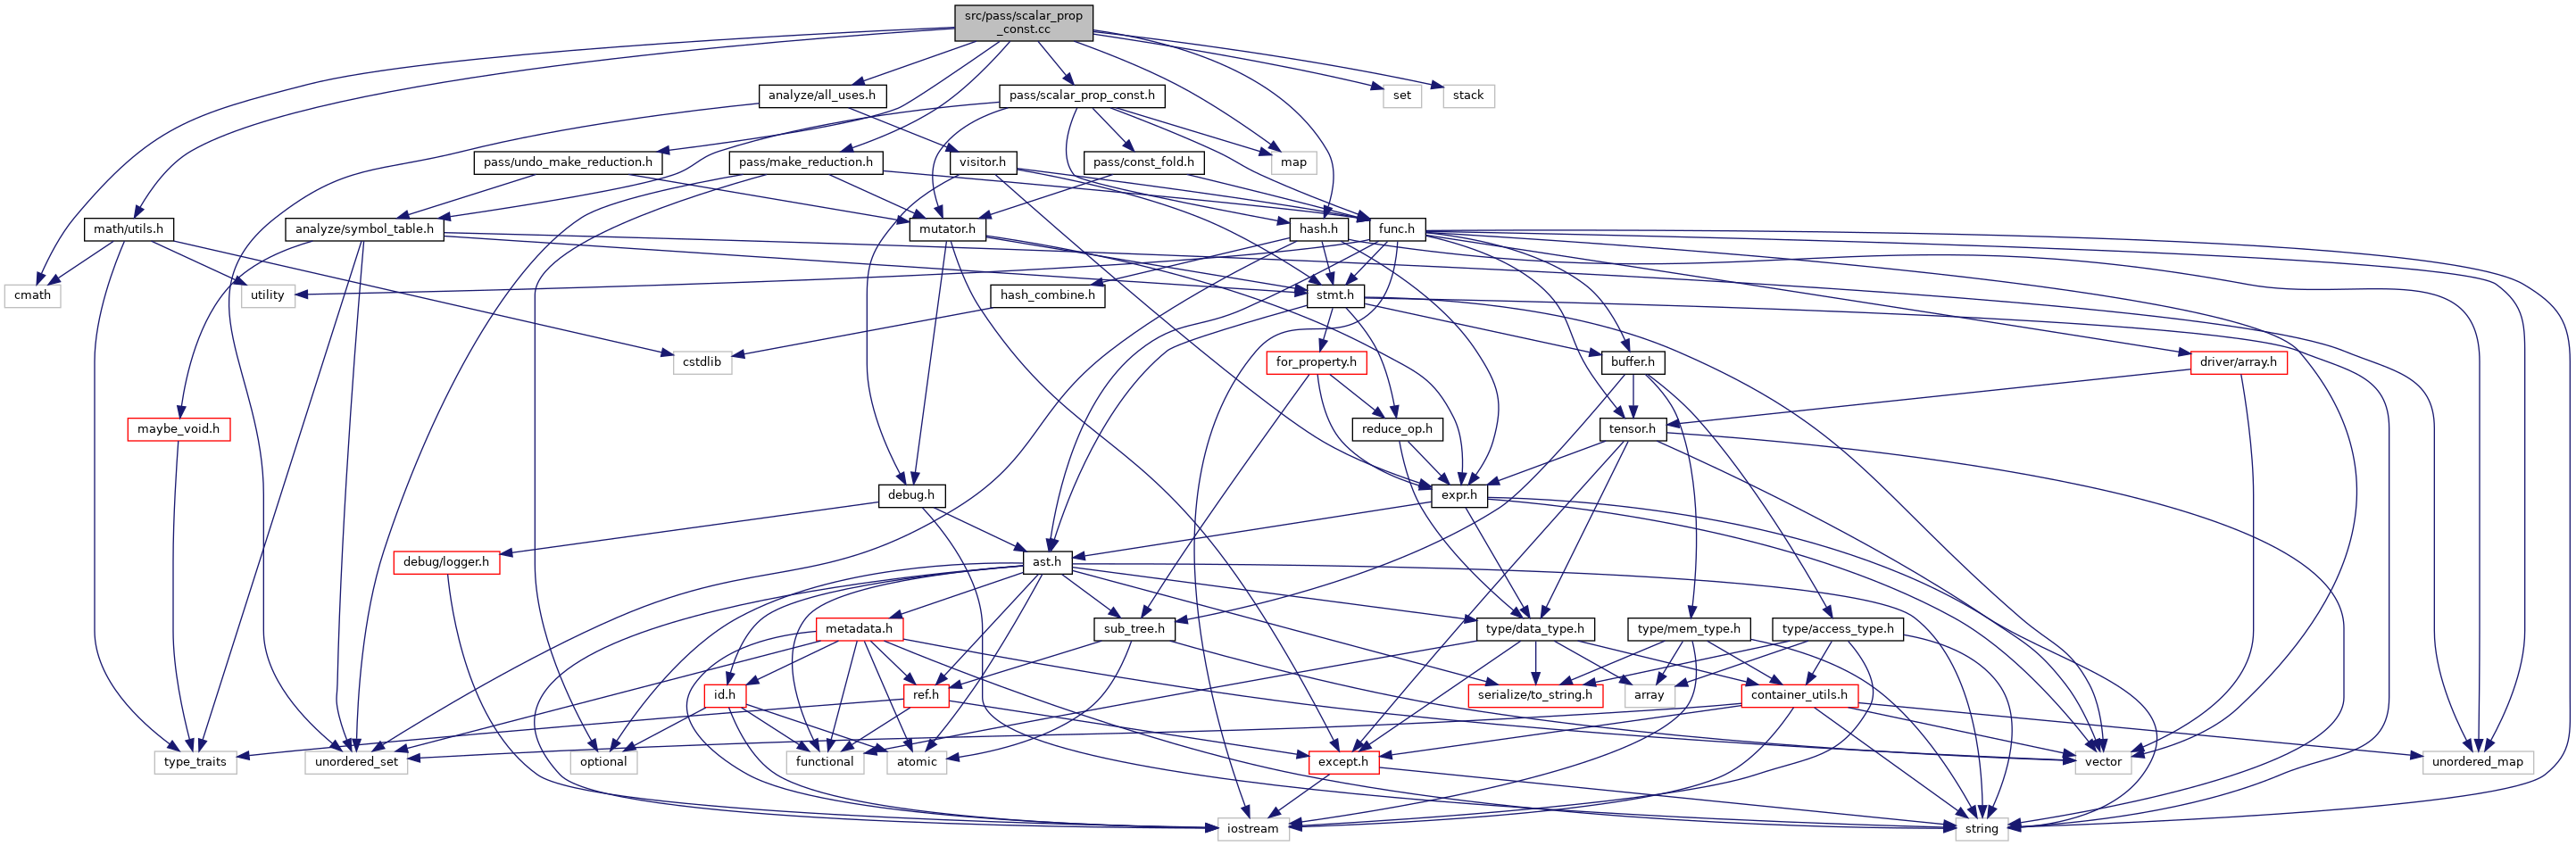 src/pass/scalar_prop
_const.cc
analyze/all_uses.h
pass/scalar_prop_const.h
set
stack
pass/undo_make_reduction.h
pass/make_reduction.h
visitor.h
pass/const_fold.h
map
math/utils.h
analyze/symbol_table.h
mutator.h
hash.h
func.h
cmath
utility
hash_combine.h
stmt.h
cstdlib
for_property.h
buffer.h
driver/array.h
maybe_void.h
reduce_op.h
tensor.h
debug.h
expr.h
debug/logger.h
ast.h
metadata.h
sub_tree.h
type/data_type.h
type/mem_type.h
type/access_type.h
id.h
ref.h
serialize/to_string.h
array
container_utils.h
type_traits
unordered_set
optional
functional
atomic
except.h
vector
unordered_map
iostream
string